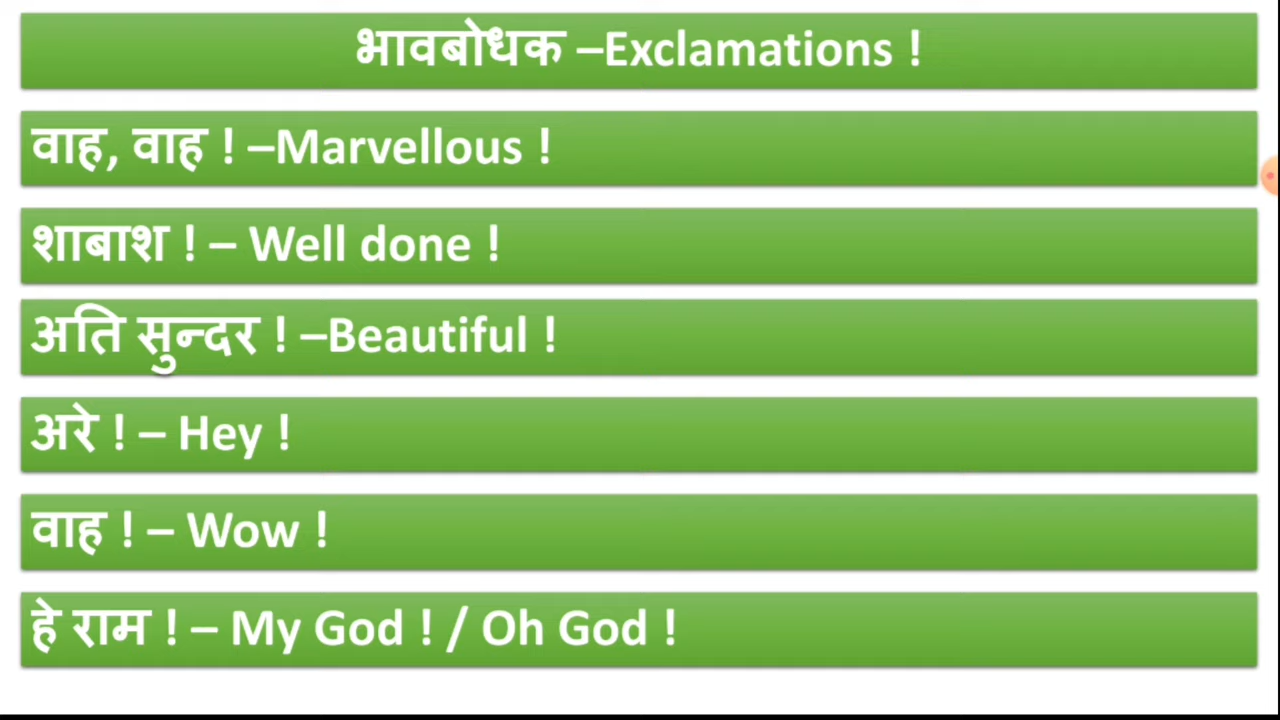 भावबोधक –Exclamations !
वाह, वाह ! –Marvellous !
शाबाश ! – Well done !
अति सुन्दर ! –Beautiful !
अरे ! – Hey !
वाह ! – Wow !
हे राम ! – My God ! / Oh God !